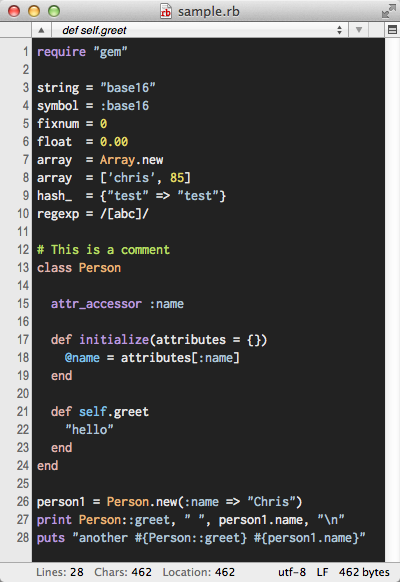 sample.rb
def self.greet
1 require "gem"
2
3 string = "base16"
4 symbol = :base16
5 fixnum = 0
6 float  = 0.00
7 array  = Array.new
8 array  = ['chris', 85]
9 hash_  = {"test" => "test"}
10 regexp = /[abc]/
11
12 # This is a comment
13 class Person
14
15   attr_accessor :name
16
17   def initialize(attributes = {})
18     @name = attributes[:name]
19   end
20
21   def self.greet
22     "hello"
23   end
24 end
25
26 person1 = Person.new(:name => "Chris")
27 print Person::greet, " ", person1.name, "\n"
28 puts "another #{Person::greet} #{person1.name}"
Lines: 28 Chars: 462 Location: 462 utf-8 LF 462 bytes